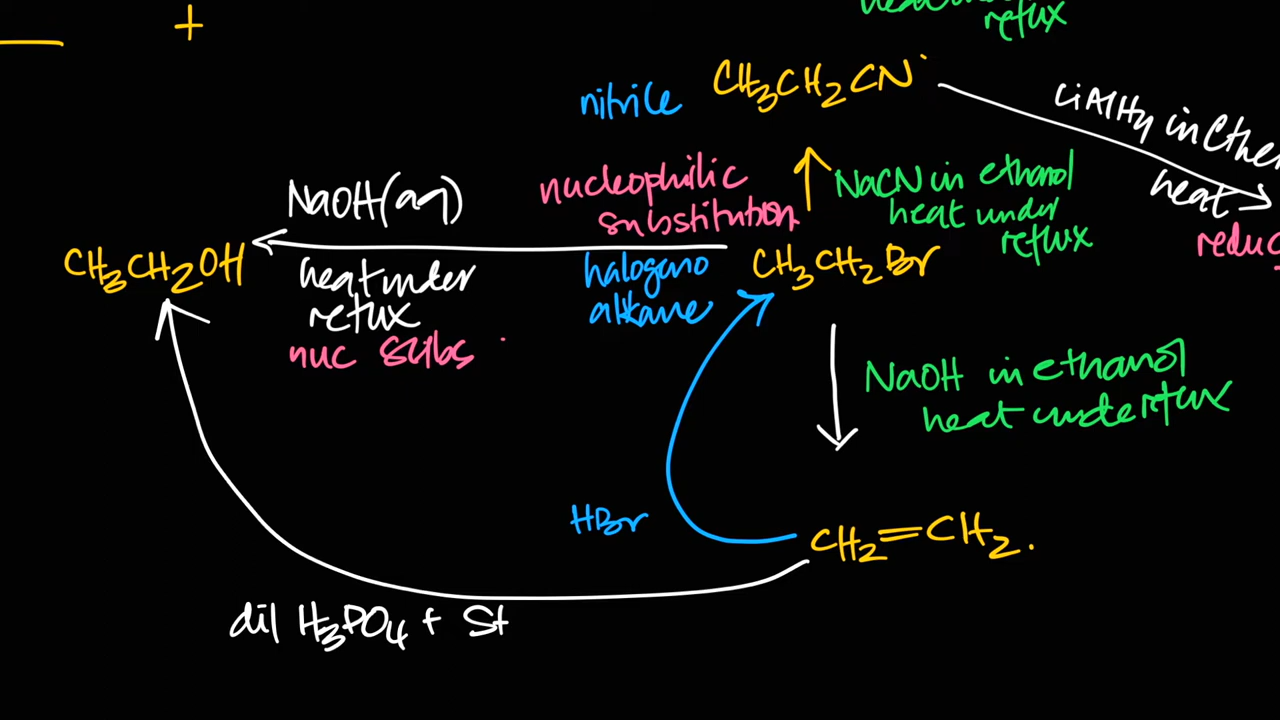 +
reflux
nitrile CH3CH2CN
LiAlH4 in Ether
heat
reduc
NaOH(aq)
nucleophilic
substitution
NaCN in ethanol
heat under
reflux
CH3CH2OH
heat under
reflux
nuc subs
halogeno
alkane
CH3CH2Br
NaOH in ethanol
heat under reflux
HBr
CH2=CH2.
dil H3PO4 + St